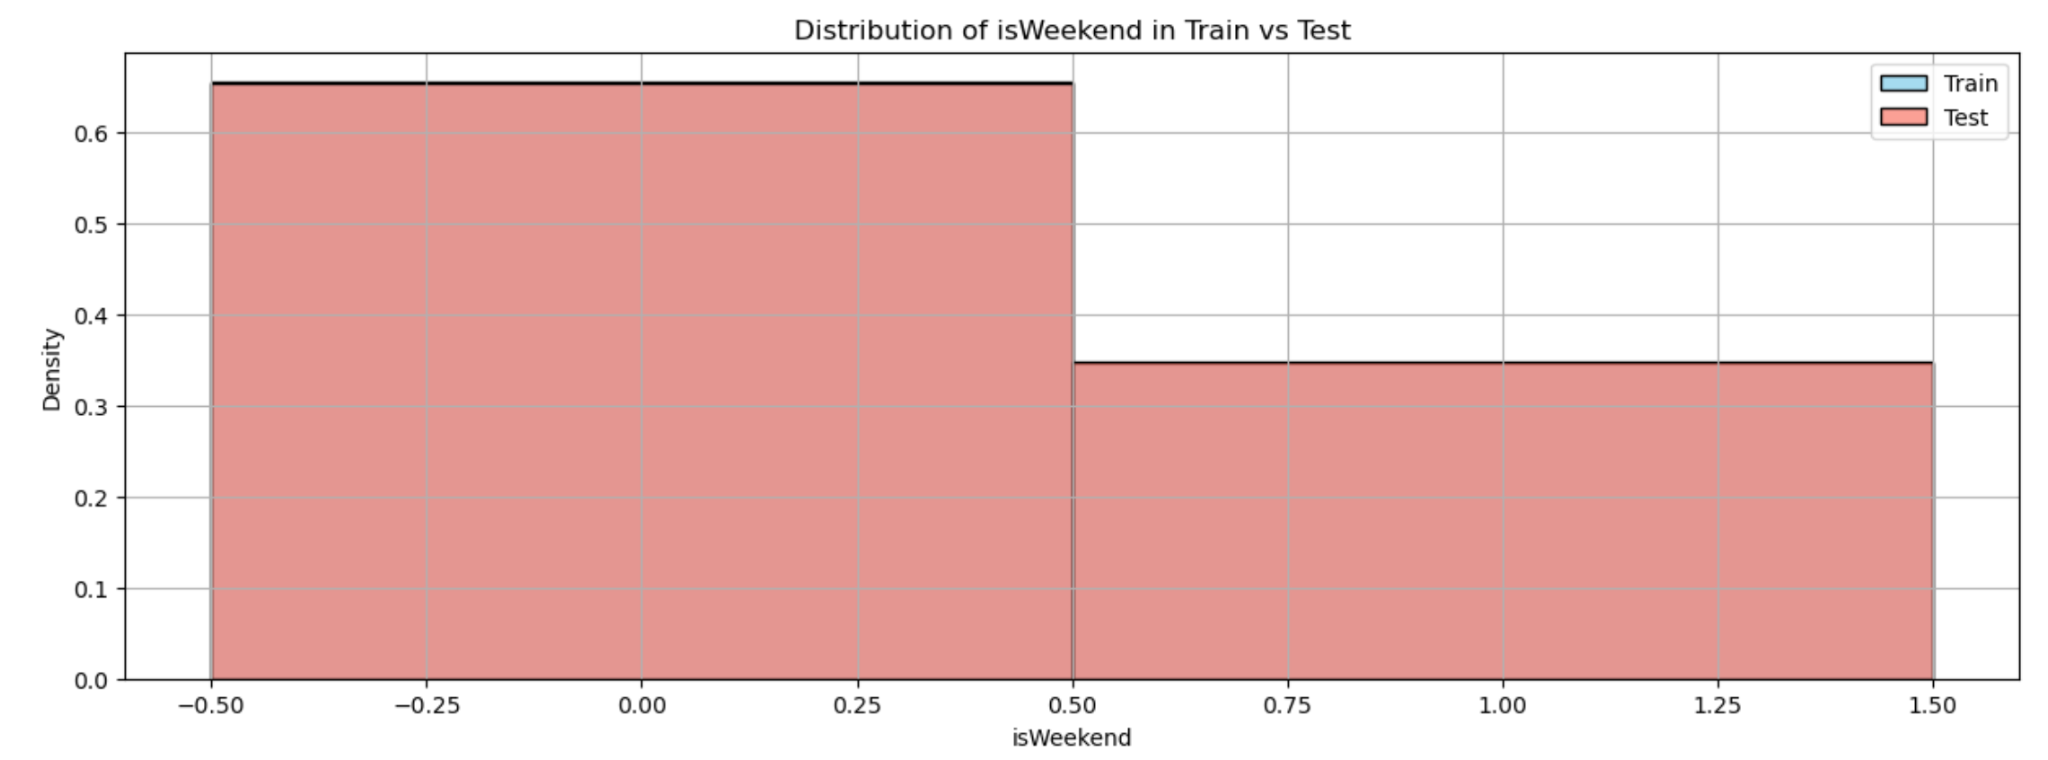 Distribution of isWeekend in Train vs Test
Train
Test
Density
0.6
0.5
0.4
0.3
0.2
0.1
0.0
−0.50 −0.25 0.00 0.25 0.50 0.75 1.00 1.25 1.50
isWeekend